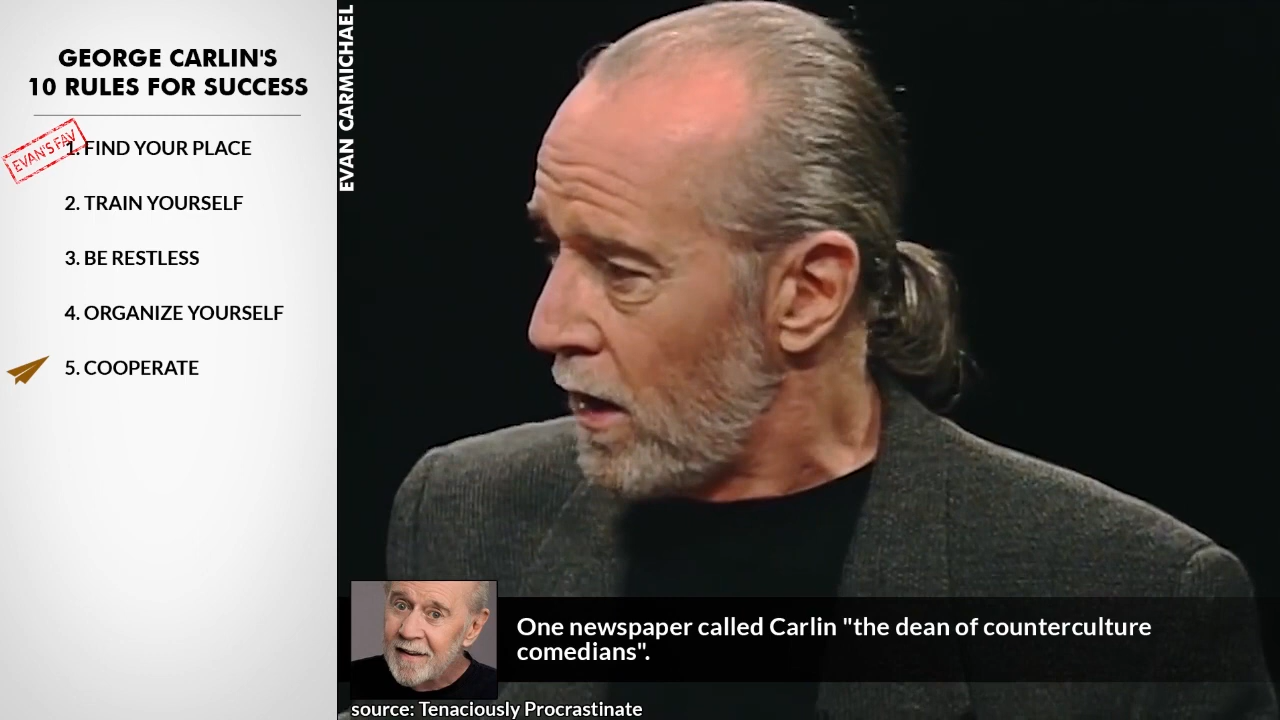 GEORGE CARLIN'S
10 RULES FOR SUCCESS
EVAN'S FAV
1. FIND YOUR PLACE
2. TRAIN YOURSELF
3. BE RESTLESS
4. ORGANIZE YOURSELF
5. COOPERATE
EVAN CARMICHAEL
One newspaper called Carlin "the dean of counterculture
comedians".
source: Tenaciously Procrastinate